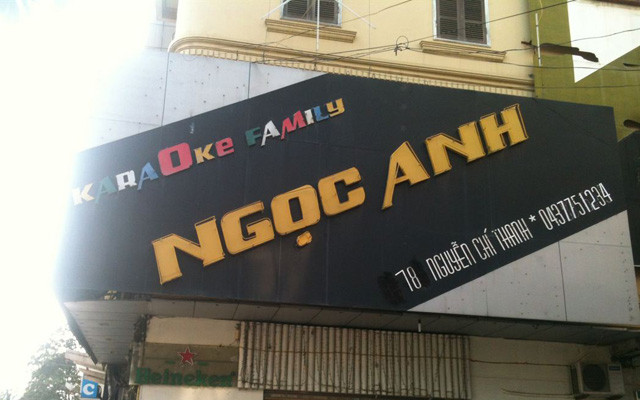 KARAOKe FAMILy
NGỌC ANH
78 NGUYỄN CHÍ THANH * 0437751234
Heineken